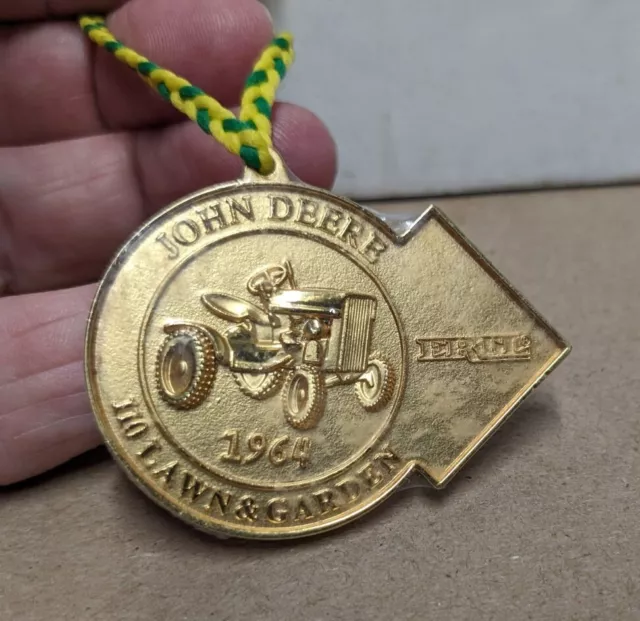 JOHN DEERE
1964
110 LAWN & GARDEN
ERTL